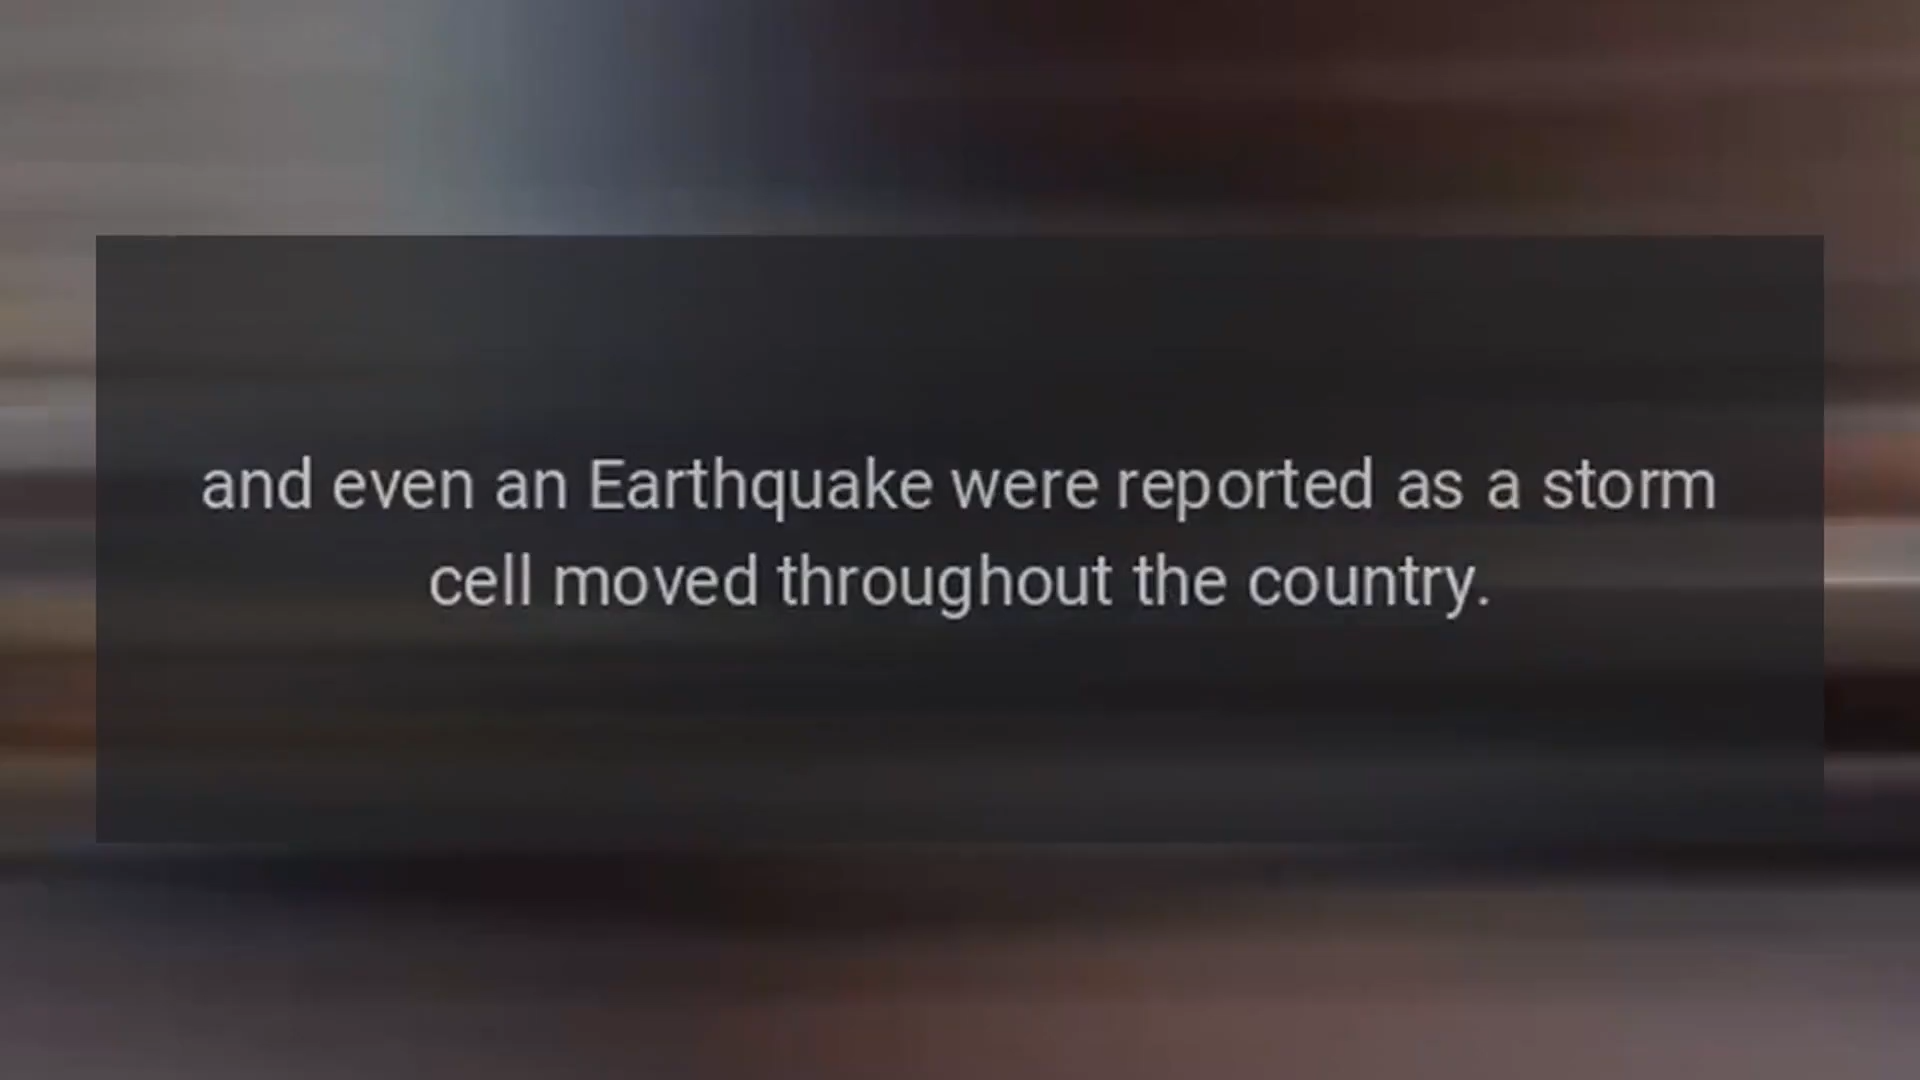 and even an Earthquake were reported as a storm
cell moved throughout the country.